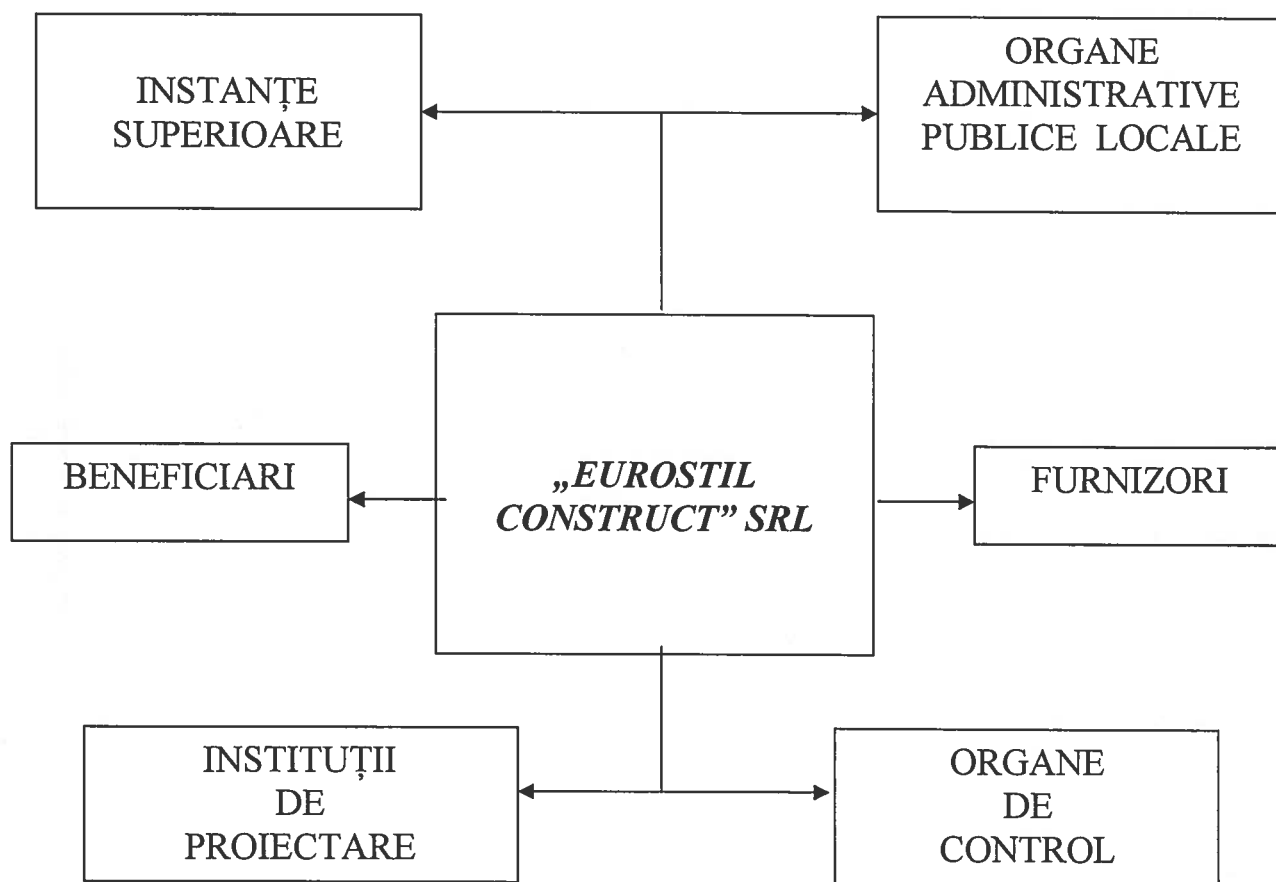 INSTANȚE
SUPERIOARE
ORGANE
ADMINISTRATIVE
PUBLICE LOCALE
BENEFICIARI
„EUROSTIL
CONSTRUCT” SRL
FURNIZORI
INSTITUȚII
DE
PROIECTARE
ORGANE
DE
CONTROL